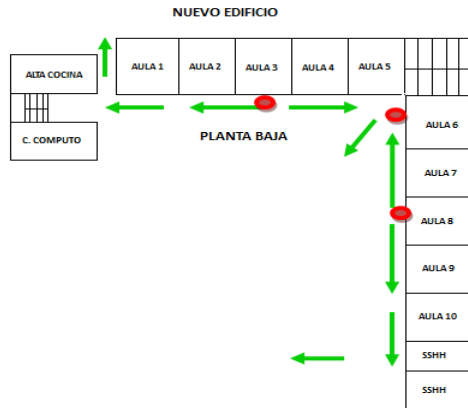 NUEVO EDIFICIO
AULA 1
AULA 2
AULA 3
AULA 4
AULA 5
ALTA COCINA
C. COMPUTO
PLANTA BAJA
AULA 6
AULA 7
AULA 8
AULA 9
AULA 10
SSHH
SSHH